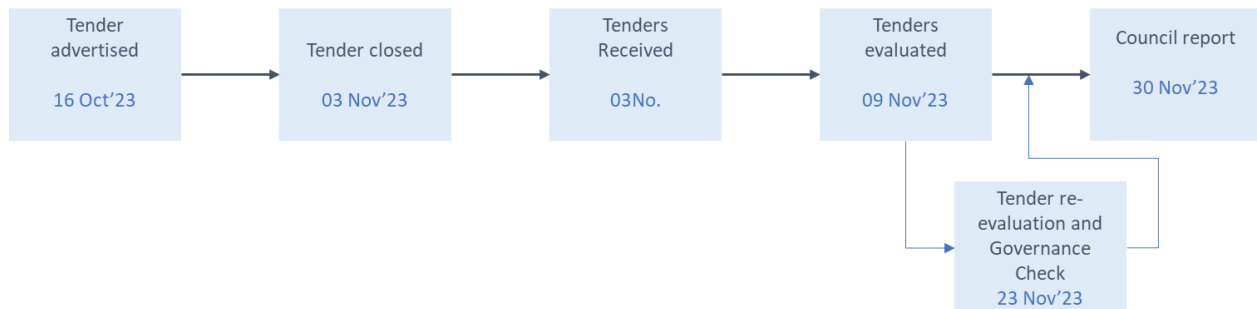 Tender
advertised
16 Oct'23
Tender closed
03 Nov'23
Tenders
Received
03No.
Tenders
evaluated
09 Nov'23
Council report
30 Nov'23
Tender re-
evaluation and
Governance
Check
23 Nov'23